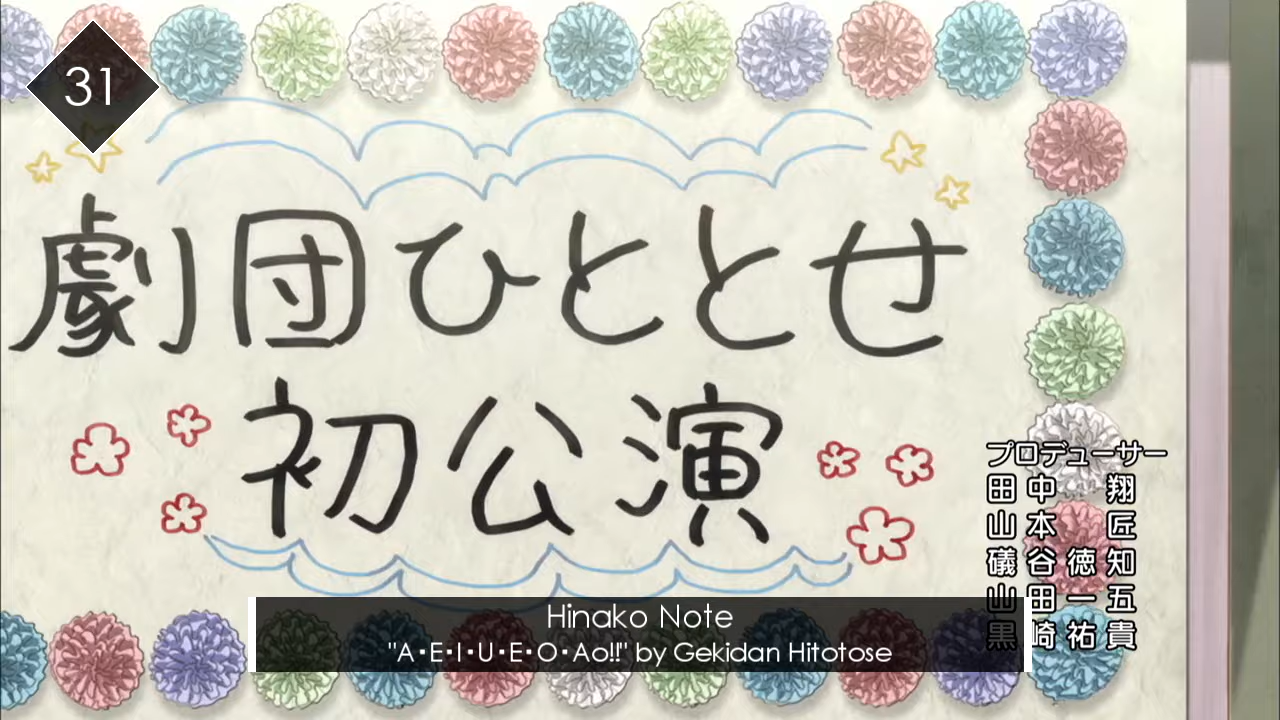 31
劇団ひととせ
初公演
プロデューサー
田中 翔
山本 匠
礒谷徳知
山田一五
黒崎祐貴
Hinako Note
"A・E・I・U・E・O・Ao!!" by Gekidan Hitotose